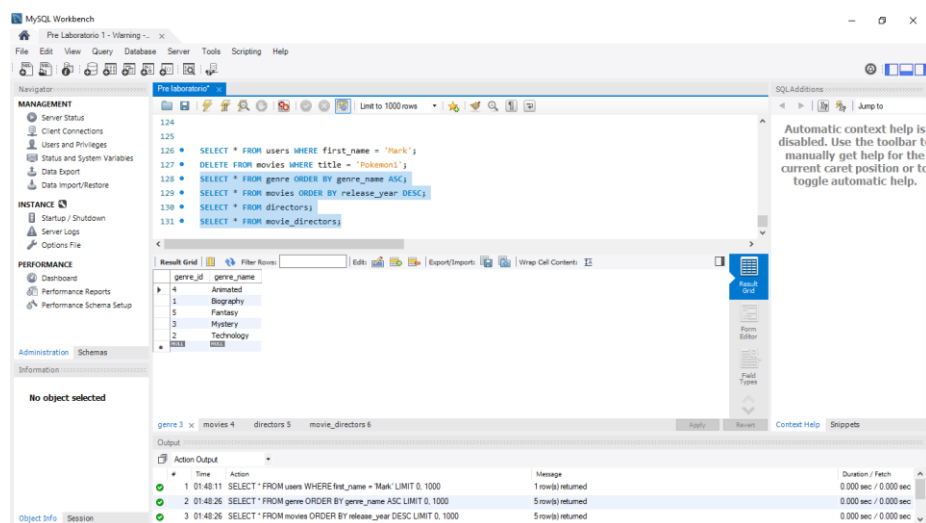 MySQL Workbench
Pre Laboratorio 1 - Warning -...
File Edit View Query Database Server Tools Scripting Help
Navigator
MANAGEMENT
Server Status
Client Connections
Users and Privileges
Status and System Variables
Data Export
Data Import/Restore
INSTANCE
Startup / Shutdown
Server Logs
Options File
PERFORMANCE
Dashboard
Performance Reports
Performance Schema Setup
Administration Schemas
Information
No object selected
Object Info Session
Pre laboratorio*
Limit to 1000 rows
124
125
126 SELECT * FROM users WHERE first_name = 'Mark';
127 DELETE FROM movies WHERE title = 'Pokemon1';
128 SELECT * FROM genre ORDER BY genre_name ASC;
129 SELECT * FROM movies ORDER BY release_year DESC;
130 SELECT * FROM directors;
131 SELECT * FROM movie_directors;
Result Grid Filter Rows: Edit: Export/Import: Wrap Cell Content:
genre_id genre_name
4 Animated
1 Biography
5 Fantasy
3 Mystery
2 Technology
NULL NULL
Result
Grid
Form
Editor
Field
Types
genre 3 movies 4 directors 5 movie_directors 6 Apply Revert
Output
Action Output
# Time Action Message Duration / Fetch
1 01:48:11 SELECT * FROM users WHERE first_name = 'Mark' LIMIT 0, 1000 1 row(s) returned 0.000 sec / 0.000 sec
2 01:48:26 SELECT * FROM genre ORDER BY genre_name ASC LIMIT 0, 1000 5 row(s) returned 0.000 sec / 0.000 sec
3 01:48:26 SELECT * FROM movies ORDER BY release_year DESC LIMIT 0, 1000 5 row(s) returned 0.000 sec / 0.000 sec
SQLAdditions
Jump to
Automatic context help is
disabled. Use the toolbar to
manually get help for the
current caret position or to
toggle automatic help.
Context Help Snippets